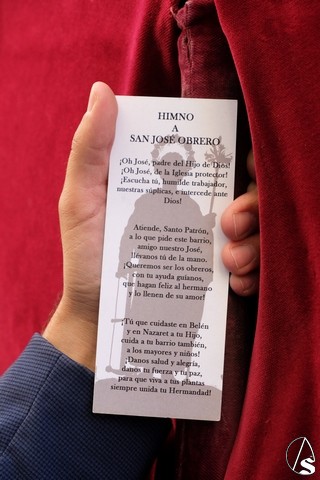 HIMNO
A
SAN JOSÉ OBRERO
¡Oh José, padre del Hijo de Dios!
¡Oh José, de la Iglesia protector!
¡Escucha tú, humilde trabajador,
nuestras súplicas, e intercede ante
Dios!
Atiende, Santo Patrón,
a lo que pide este barrio,
amigo nuestro José,
llévanos tú de la mano.
¡Queremos ser los obreros,
con tu ayuda guíanos,
que hagan feliz al hermano
y lo llenen de su amor!
¡Tú que cuidaste en Belén
y en Nazaret a tu Hijo,
cuida a tu barrio también,
a los mayores y niños!
¡Danos salud y alegría,
danos tu fuerza y tu paz,
para que viva a tus plantas
siempre unida tu Hermandad!